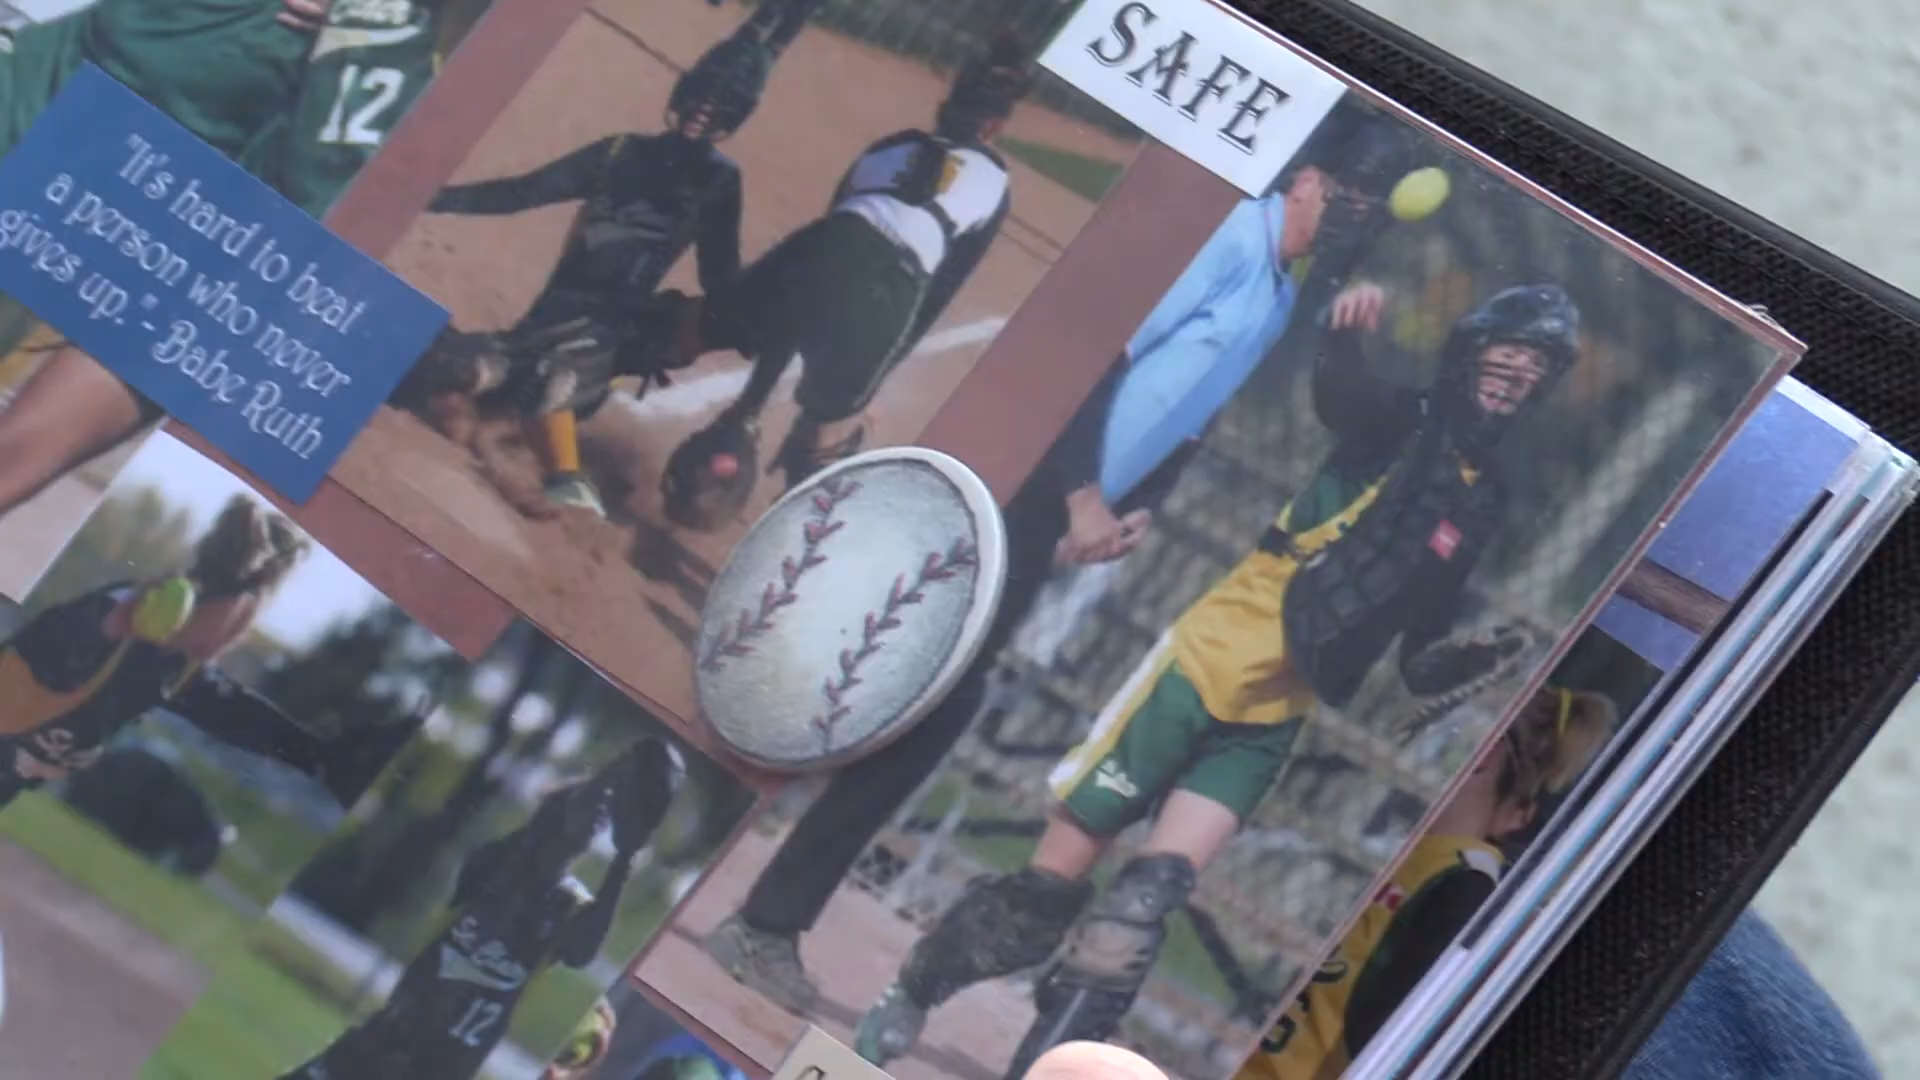 SAFE
12
"It's hard to beat
a person who never
gives up." - Babe Ruth
12